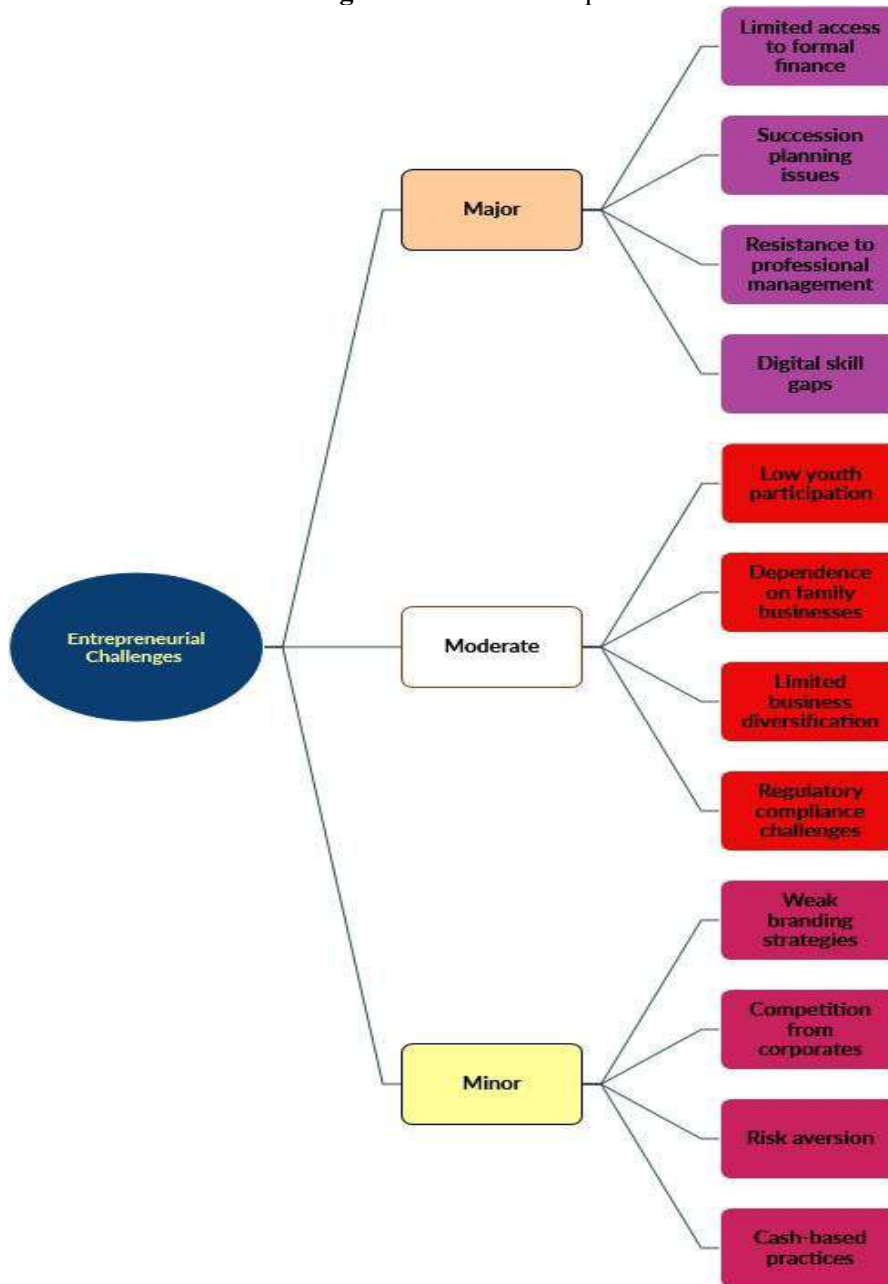 Limited access
to formal
finance
Succession
planning
issues
Major
Resistance to
professional
management
Digital skill
gaps
Low youth
participation
Dependence
on family
businesses
Entrepreneurial
Challenges
Moderate
Limited
business
diversification
Regulatory
compliance
challenges
Weak
branding
strategies
Competition
from
corporates
Minor
Risk aversion
Cash-based
practices